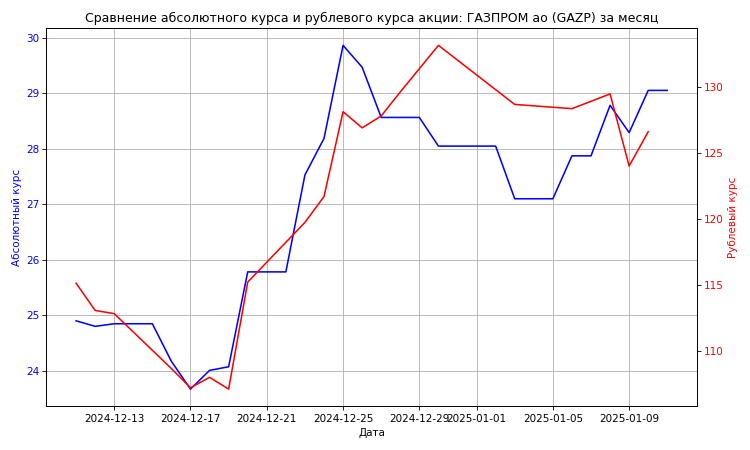 Сравнение абсолютного курса и рублевого курса акции: ГАЗПРОМ ао (GAZP) за месяц
30
29
28
27
26
25
24
Абсолютный курс
130
125
120
115
110
Рублевый курс
2024-12-13 2024-12-17 2024-12-21 2024-12-25 2024-12-29 2025-01-01 2025-01-05 2025-01-09
Дата